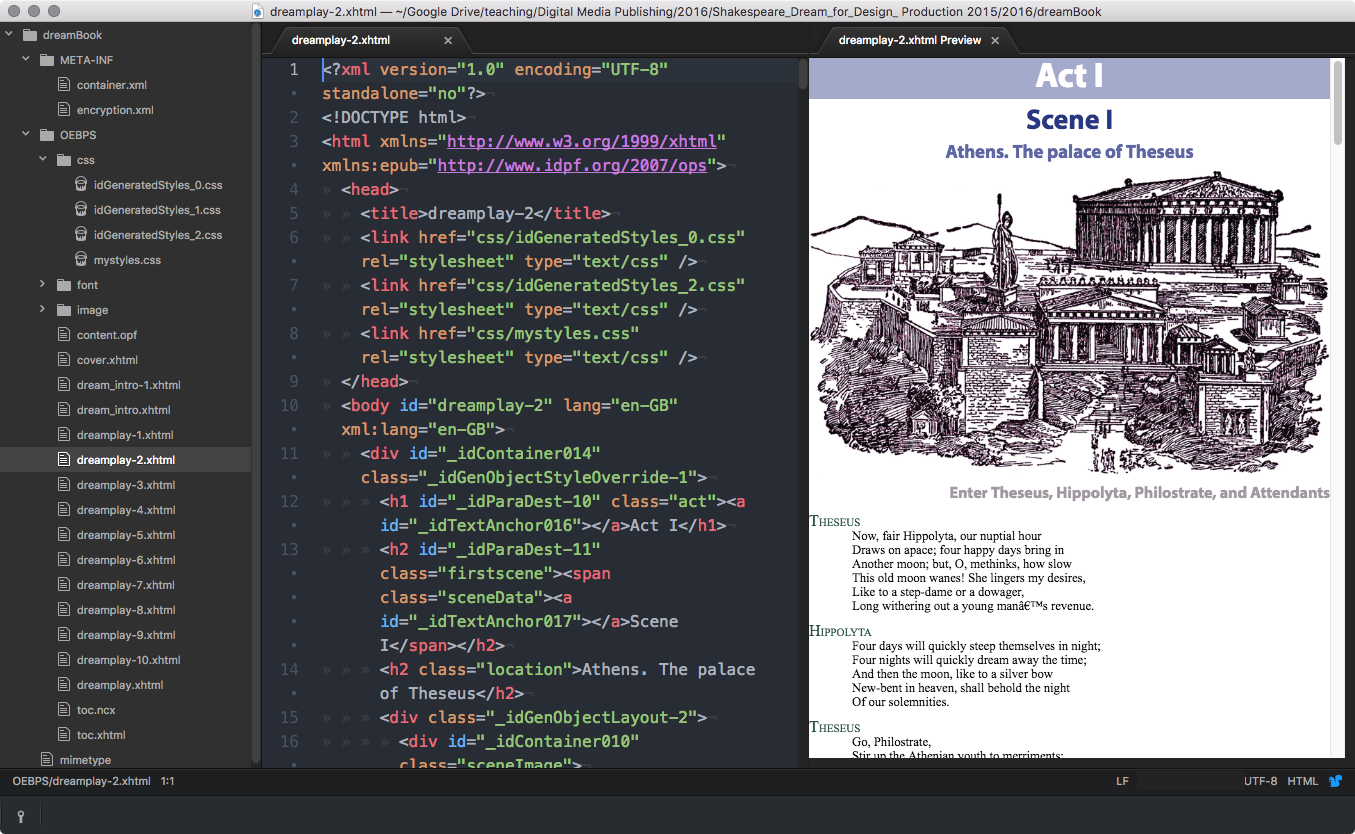 dreamplay-2.xhtml — ~/Google Drive/teaching/Digital Media Publishing/2016/Shakespeare_Dream_for_Design_ Production 2015/2016/dreamBook
dreamBook
META-INF
container.xml
encryption.xml
OEBPS
css
idGeneratedStyles_0.css
idGeneratedStyles_1.css
idGeneratedStyles_2.css
mystyles.css
font
image
content.opf
cover.xhtml
dream_intro-1.xhtml
dream_intro.xhtml
dreamplay-1.xhtml
dreamplay-2.xhtml
dreamplay-3.xhtml
dreamplay-4.xhtml
dreamplay-5.xhtml
dreamplay-6.xhtml
dreamplay-7.xhtml
dreamplay-8.xhtml
dreamplay-9.xhtml
dreamplay-10.xhtml
dreamplay.xhtml
toc.ncx
toc.xhtml
mimetype
dreamplay-2.xhtml
1 <?xml version="1.0" encoding="UTF-8"
standalone="no"?>¬
2 <!DOCTYPE html>¬
3 <html xmlns="http://www.w3.org/1999/xhtml"
xmlns:epub="http://www.idpf.org/2007/ops">¬
4 » <head>¬
5 » » <title>dreamplay-2</title>¬
6 » » <link href="css/idGeneratedStyles_0.css"
rel="stylesheet" type="text/css" />¬
7 » » <link href="css/idGeneratedStyles_2.css"
rel="stylesheet" type="text/css" />¬
8 » » <link href="css/mystyles.css"
rel="stylesheet" type="text/css" />¬
9 » </head>¬
10 » <body id="dreamplay-2" lang="en-GB"
xml:lang="en-GB">¬
11 » » <div id="_idContainer014"
class="_idGenObjectStyleOverride-1">¬
12 » » » <h1 id="_idParaDest-10" class="act"><a
id="_idTextAnchor016"></a>Act I</h1>¬
13 » » » <h2 id="_idParaDest-11"
class="firstscene"><span
class="sceneData"><a
id="_idTextAnchor017"></a>Scene
I</span></h2>¬
14 » » » <h2 class="location">Athens. The palace
of Theseus</h2>¬
15 » » » <div class="_idGenObjectLayout-2">¬
16 » » » » <div id="_idContainer010"
class="sceneImage">¬
dreamplay-2.xhtml Preview
Act I
Scene I
Athens. The palace of Theseus
Enter Theseus, Hippolyta, Philostrate, and Attendants
Theseus
Now, fair Hippolyta, our nuptial hour
Draws on apace; four happy days bring in
Another moon; but, O, methinks, how slow
This old moon wanes! She lingers my desires,
Like to a step-dame or a dowager,
Long withering out a young manâ€™s revenue.
Hippolyta
Four days will quickly steep themselves in night;
Four nights will quickly dream away the time;
And then the moon, like to a silver bow
New-bent in heaven, shall behold the night
Of our solemnities.
Theseus
Go, Philostrate,
Stir up the Athenian youth to merriments;
OEBPS/dreamplay-2.xhtml 1:1
LF UTF-8 HTML